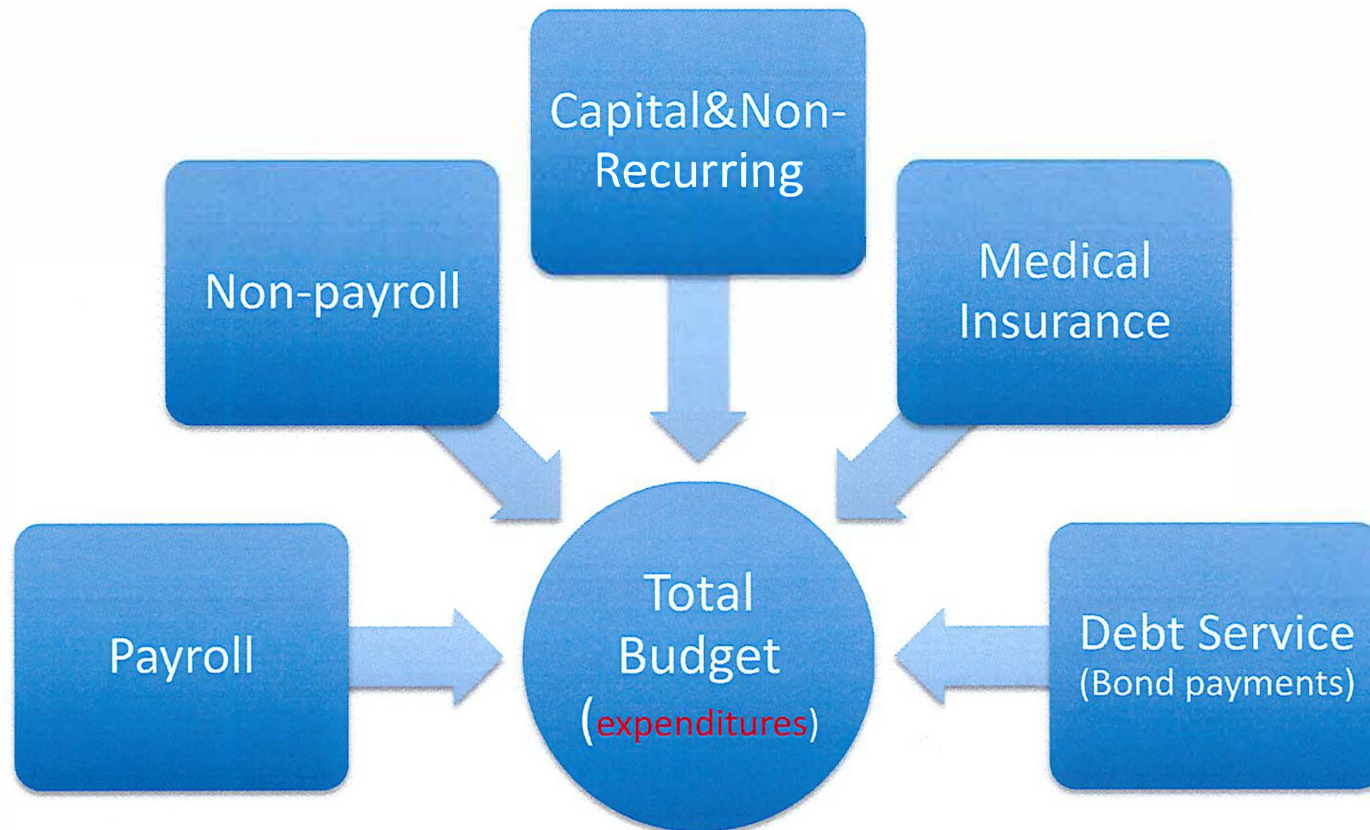 Capital&Non-
Recurring
Non-payroll
Medical
Insurance
Payroll
Total
Budget
(expenditures)
Debt Service
(Bond payments)